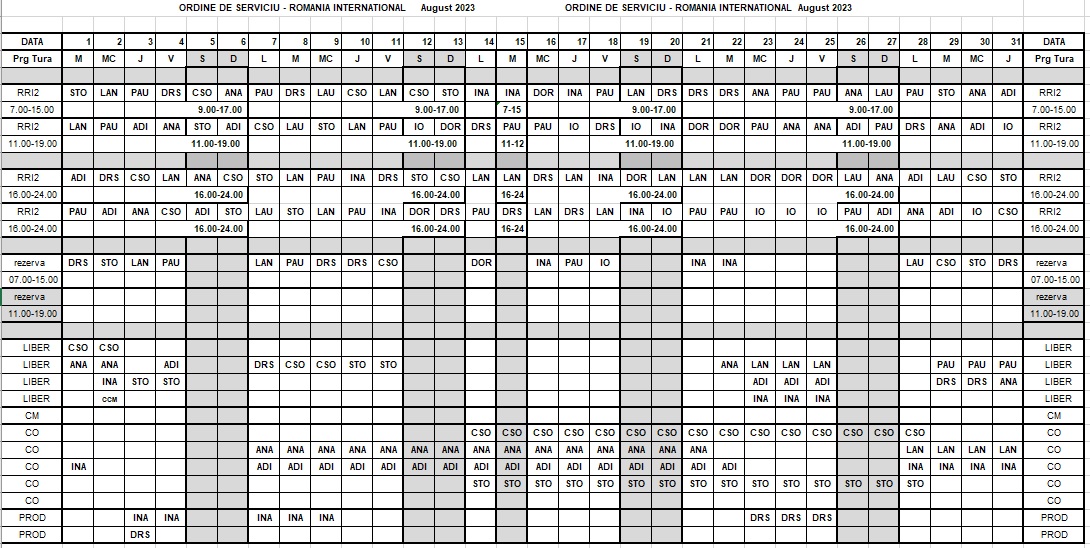 ORDINE DE SERVICIU - ROMANIA INTERNATIONAL August 2023 ORDINE DE SERVICIU - ROMANIA INTERNATIONAL August 2023
DATA 1 2 3 4 5 6 7 8 9 10 11 12 13 14 15 16 17 18 19 20 21 22 23 24 25 26 27 28 29 30 31 DATA
Prg Tura M MC J V S D L M MC J V S D L M MC J V S D L M MC J V S D L M MC J Prg Tura
RRI2 STO LAN PAU DRS CSO ANA PAU DRS LAU CSO LAN CSO STO INA INA DOR INA PAU LAN DRS DRS DRS PAU PAU PAU ANA LAU PAU ANA INA PAU RRI2
7.00-15.00 9.00-17.00 9.00-17.00 7-15 9.00-17.00 9.00-17.00 7.00-15.00
RRI2 LAN PAU ADI ANA STO ADI CSO LAU STO LAN PAU IO DOR DRS PAU PAU IO DRS IO INA DOR PAU ANA ANA ANA ADI PAU DRS ANA ADI IO RRI2
11.00-19.00 11.00-19.00 11.00-19.00 11-12 11.00-19.00 11.00-19.00 11.00-19.00
RRI2 ADI DRS CSO LAN ANA CSO STO LAN PAU INA DRS STO CSO LAN LAN DRS LAN INA DOR LAN LAN DOR DOR DOR DOR LAU ANA ADI LAU CSO STO RRI2
16.00-24.00 16.00-24.00 16.00-24.00 16-24 16.00-24.00 16.00-24.00 16.00-24.00
RRI2 PAU ADI ANA CSO ADI STO LAU STO LAN PAU INA DOR DRS PAU DRS LAN DRS LAN INA IO PAU IO IO IO IO PAU ADI ANA ADI IO CSO RRI2
16.00-24.00 16.00-24.00 16.00-24.00 16-24 16.00-24.00 16.00-24.00 16.00-24.00
rezerva DRS STO LAN PAU LAN PAU DRS DRS CSO DOR INA PAU IO INA INA LAU CSO STO DRS rezerva
07.00-15.00 07.00-15.00
rezerva rezerva
11.00-19.00 11.00-19.00
LIBER CSO CSO LIBER
LIBER ANA ANA ADI DRS CSO CSO STO STO ANA LAN LAN LAN PAU PAU PAU LIBER
LIBER INA STO STO ADI ADI ADI DRS DRS ANA LIBER
LIBER CCM INA INA INA LIBER
CM CM
CO CSO CSO CSO CSO CSO CSO CSO CSO CSO CSO CSO CSO CSO CSO CSO CO
CO ANA ANA ANA ANA ANA ANA ANA ANA ANA ANA ANA ANA ANA ANA ANA LAN LAN LAN LAN CO
CO INA ADI ADI ADI ADI ADI ADI ADI ADI ADI ADI ADI ADI ADI ADI ADI ADI INA INA INA INA CO
CO STO STO STO STO STO STO STO STO STO STO STO STO STO STO STO CO
CO CO
PROD INA INA INA INA INA DRS DRS DRS PROD
PROD DRS PROD